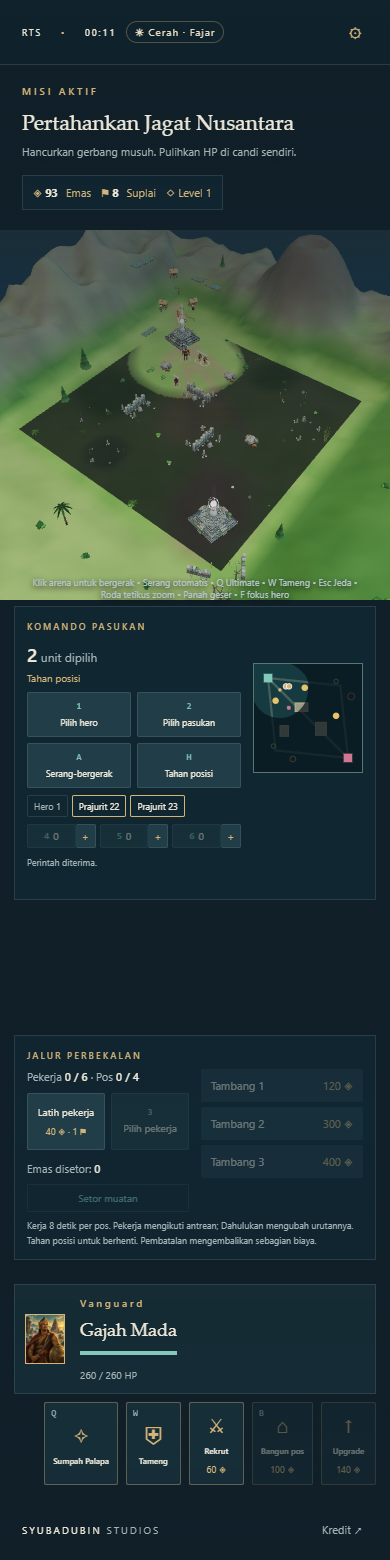 RTS • 00:11 Cerah · Fajar
MISI AKTIF
Pertahankan Jagat Nusantara
Hancurkan gerbang musuh. Pulihkan HP di candi sendiri.
93 Emas 8 Suplai Level 1
Klik arena untuk bergerak • Serang otomatis • Q Ultimate • W Tameng • Esc Jeda •
Roda tetikus zoom • Panah geser • F fokus hero
KOMANDO PASUKAN
2 unit dipilih
Tahan posisi
1
Pilih hero
2
Pilih pasukan
A
Serang-bergerak
H
Tahan posisi
Hero 1 Prajurit 22 Prajurit 23
4 0 + 5 0 + 6 0 +
Perintah diterima.
JALUR PERBEKALAN
Pekerja 0 / 6 · Pos 0 / 4
Latih pekerja
40 · 1
3
Pilih pekerja
Tambang 1 120
Tambang 2 300
Tambang 3 400
Emas disetor: 0
Setor muatan
Kerja 8 detik per pos. Pekerja mengikuti antrean; Dahulukan mengubah urutannya.
Tahan posisi untuk berhenti. Pembatalan mengembalikan sebagian biaya.
Vanguard
Gajah Mada
260 / 260 HP
Q
Sumpah Palapa
W
Tameng
Rekrut
60
B
Bangun pos
100
Upgrade
140
SYUBADUBIN STUDIOS
Kredit ↗